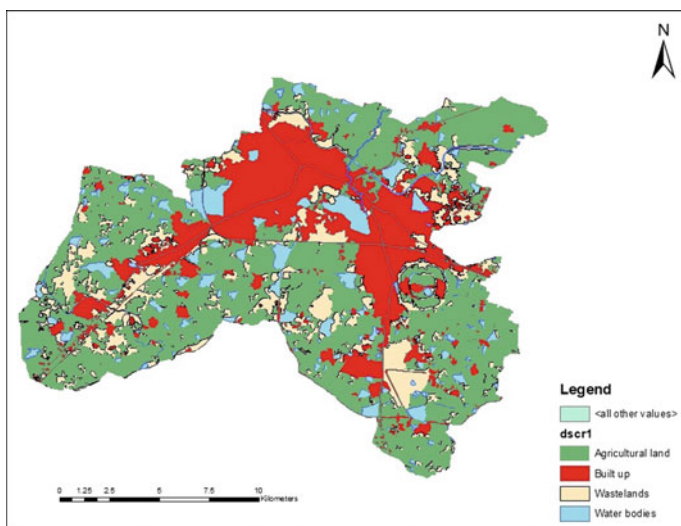 N
Legend
<all other values>
dscr1
Agricultural land
Built up
Wastelands
Water bodies
0 1.25 2.5 5 7.5 10
Kilometers